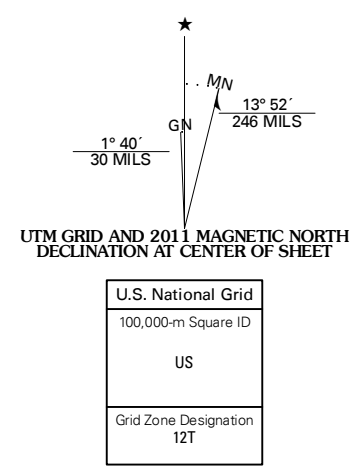 ★
MN
GN
13° 52´
246 MILS
1° 40´
30 MILS
UTM GRID AND 2011 MAGNETIC NORTH
DECLINATION AT CENTER OF SHEET
U.S. National Grid
100,000-m Square ID
US
Grid Zone Designation
12T